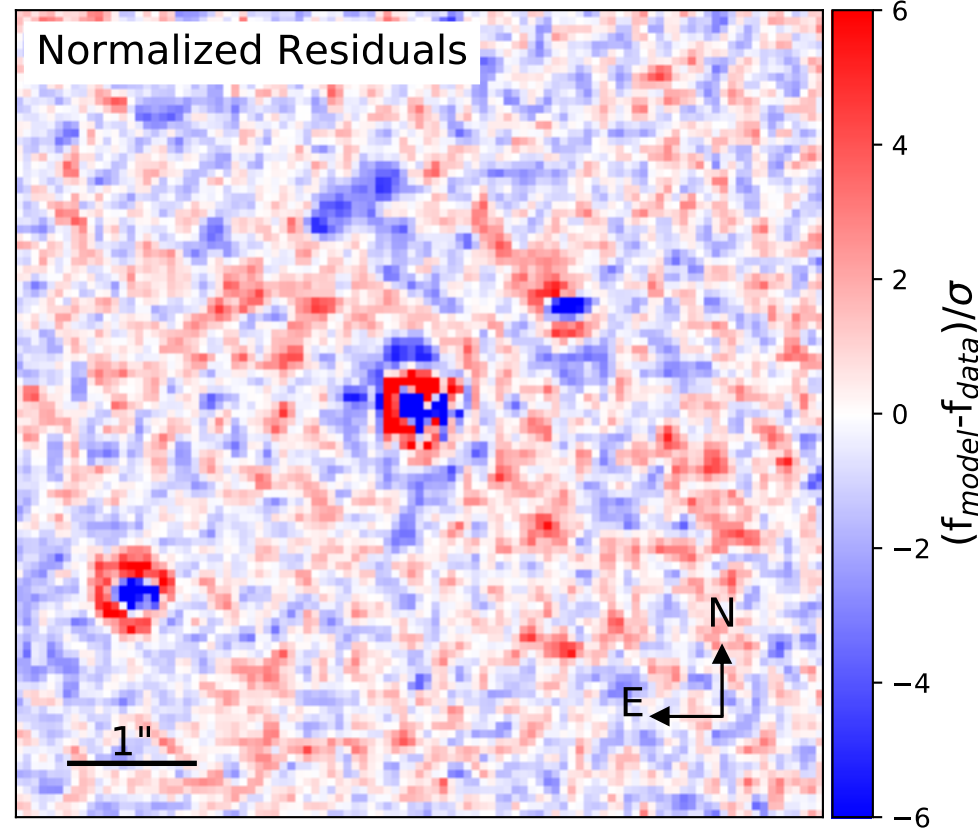 Normalized Residuals
6
4
2
0
−2
−4
−6
(f_model-f_data)/σ
N
E
1"